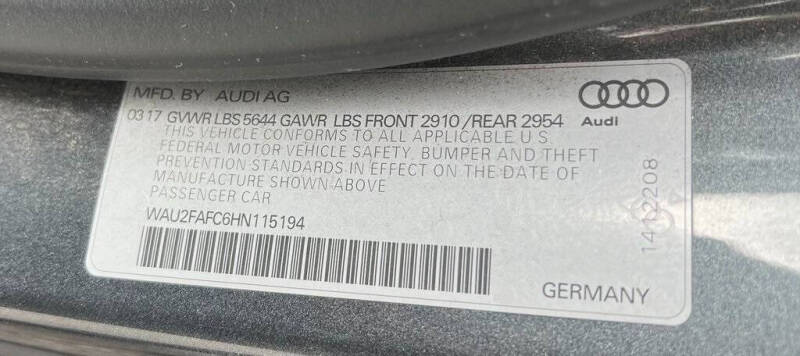 MFD. BY AUDI AG
Audi
0317 GVWR LBS 5644 GAWR LBS FRONT 2910 /REAR 2954
THIS VEHICLE CONFORMS TO ALL APPLICABLE U.S.
FEDERAL MOTOR VEHICLE SAFETY, BUMPER AND THEFT
PREVENTION STANDARDS IN EFFECT ON THE DATE OF
MANUFACTURE SHOWN ABOVE
PASSENGER CAR
WAU2FAFC6HN115194
GERMANY
1412208